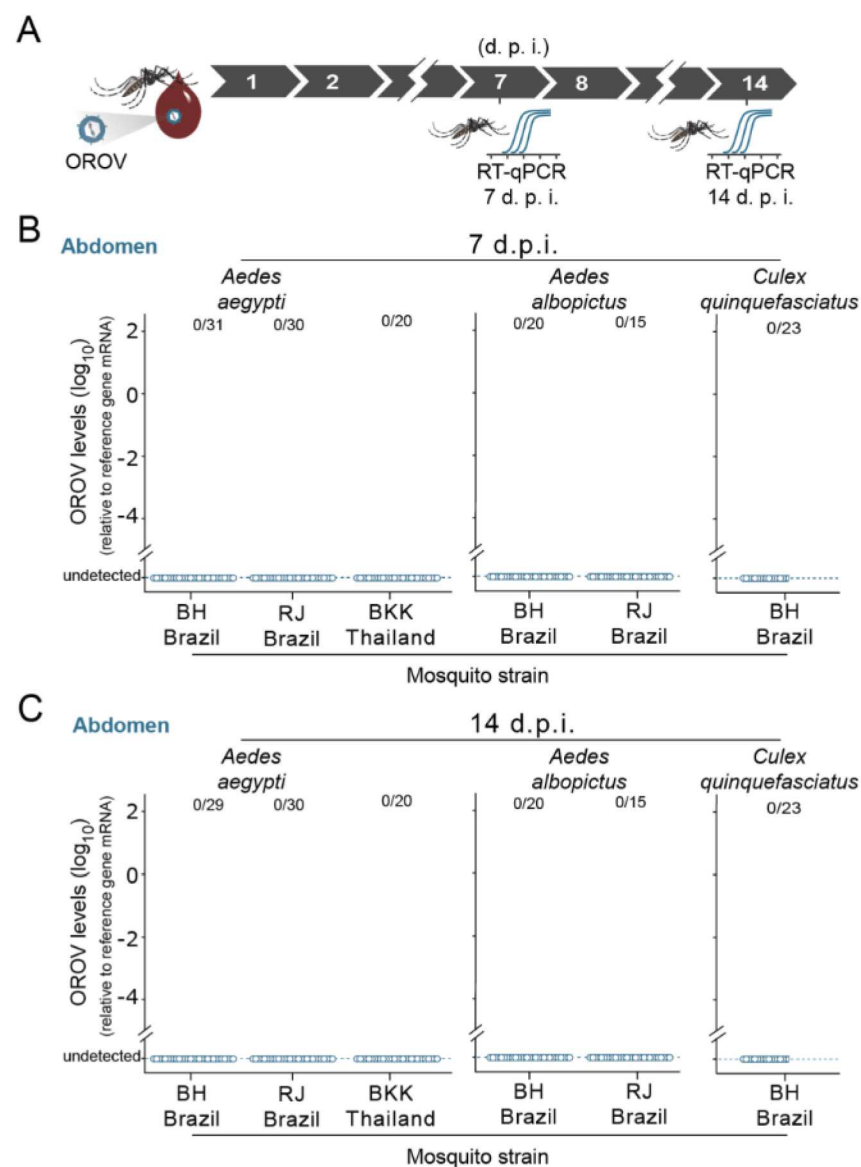 A
(d. p. i.)
1 2 7 8 14
OROV
RT-qPCR
7 d. p. i.
RT-qPCR
14 d. p. i.
B
Abdomen
7 d.p.i.
Aedes
aegypti
Aedes
albopictus
Culex
quinquefasciatus
0/31 0/30 0/20 0/20 0/15 0/23
OROV levels (log10)
(relative to reference gene mRNA)
2
0
-2
-4
undetected
BH
Brazil
RJ
Brazil
BKK
Thailand
BH
Brazil
RJ
Brazil
BH
Brazil
Mosquito strain
C
Abdomen
14 d.p.i.
Aedes
aegypti
Aedes
albopictus
Culex
quinquefasciatus
0/29 0/30 0/20 0/20 0/15 0/23
OROV levels (log10)
(relative to reference gene mRNA)
2
0
-2
-4
undetected
BH
Brazil
RJ
Brazil
BKK
Thailand
BH
Brazil
RJ
Brazil
BH
Brazil
Mosquito strain